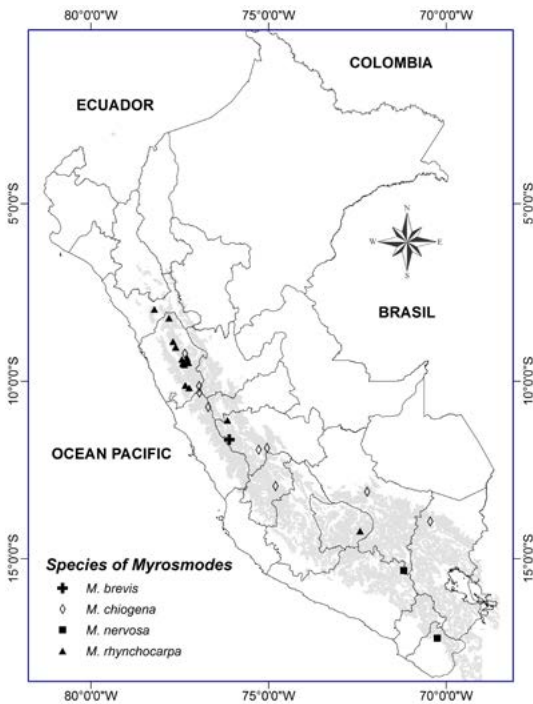 80°0'0"W 75°0'0"W 70°0'0"W
COLOMBIA
ECUADOR
5°0'0"S 5°0'0"S
N
W E
S
BRASIL
10°0'0"S 10°0'0"S
OCEAN PACIFIC
15°0'0"S 15°0'0"S
Species of Myrosmodes
M. brevis
M. chiogena
M. nervosa
M. rhynchocarpa
80°0'0"W 75°0'0"W 70°0'0"W